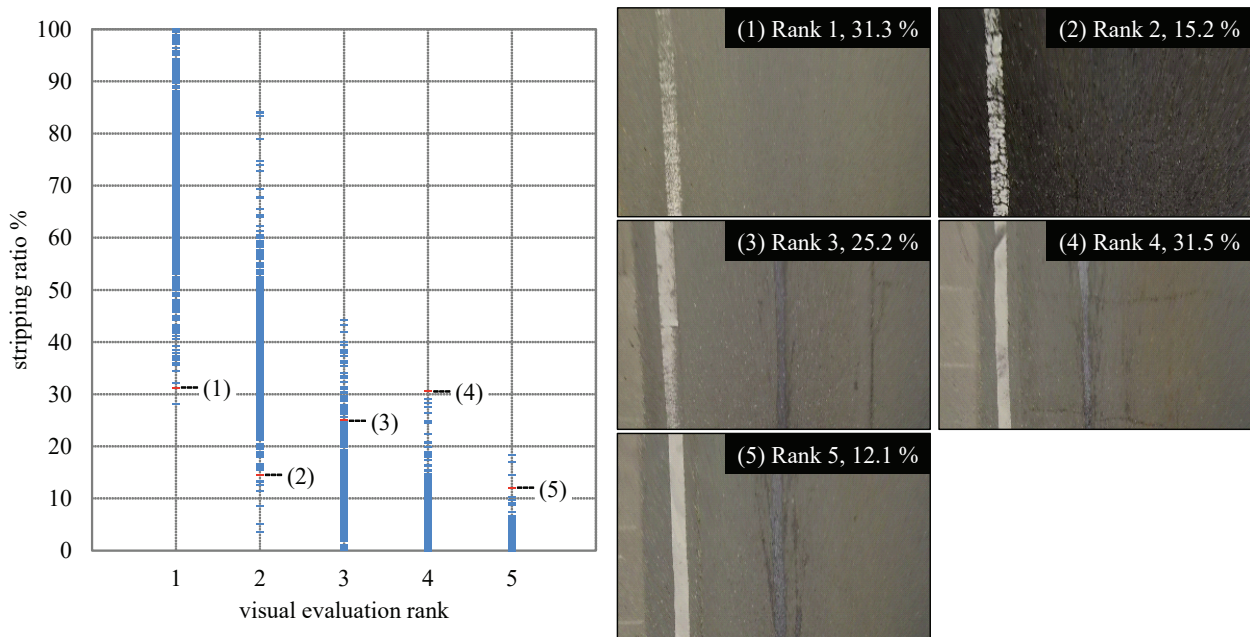 stripping ratio %
100
90
80
70
60
50
40
30
20
10
0
(1)
(2)
(3)
(4)
(5)
1 2 3 4 5
visual evaluation rank
(1) Rank 1, 31.3 %
(2) Rank 2, 15.2 %
(3) Rank 3, 25.2 %
(4) Rank 4, 31.5 %
(5) Rank 5, 12.1 %